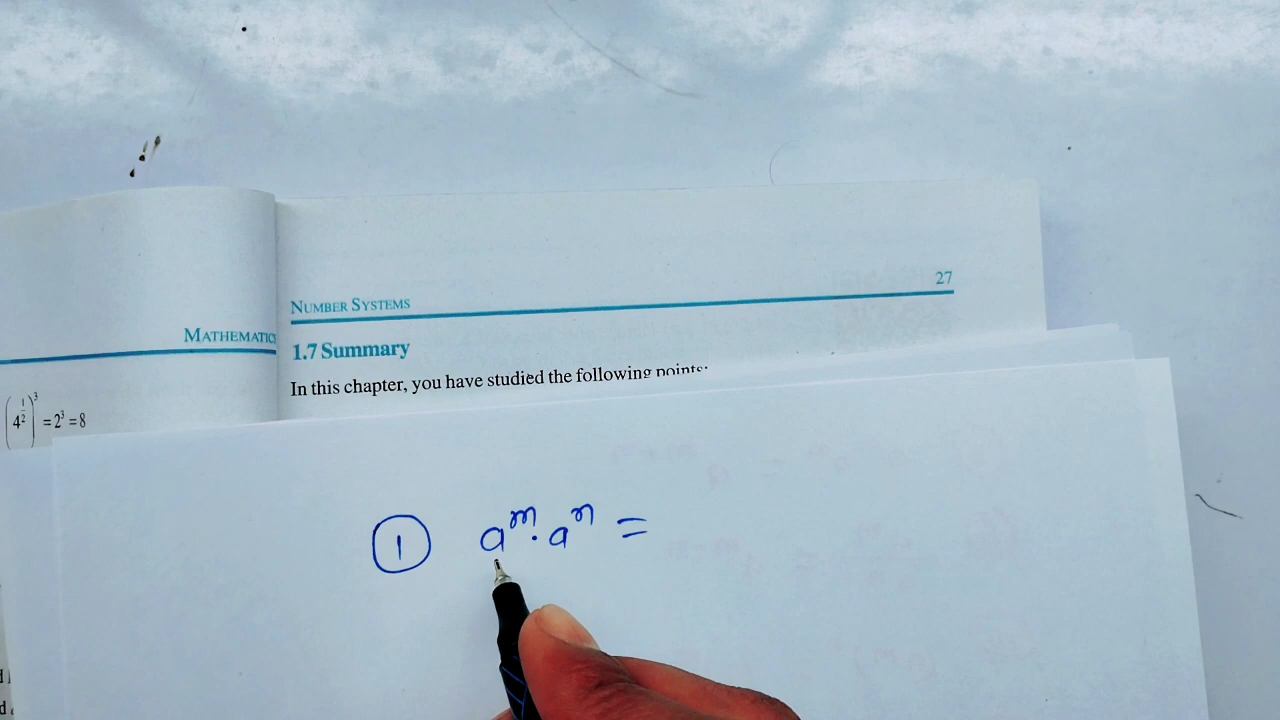 27
NUMBER SYSTEMS
MATHEMATIC
1.7 Summary
In this chapter, you have studied the following points:
(4^{1/2})^3 = 2^3 = 8
① a^m · a^n =